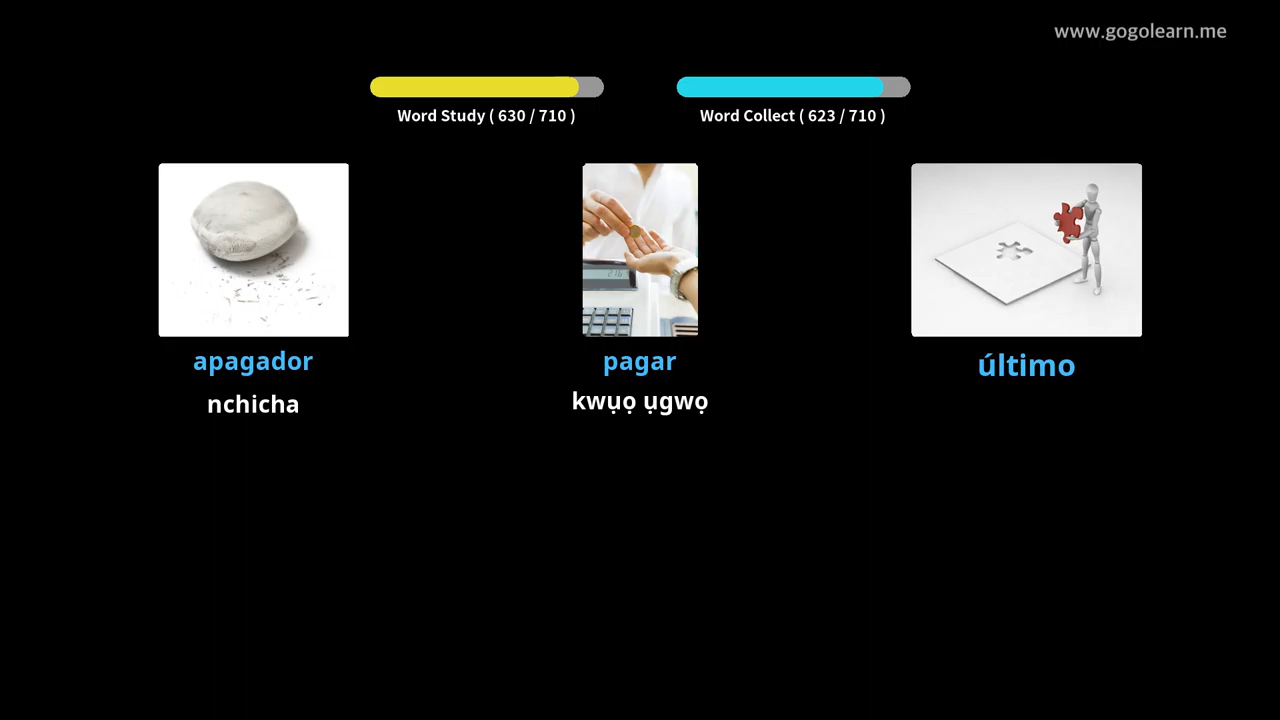 www.gogolearn.me
Word Study ( 630 / 710 )
Word Collect ( 623 / 710 )
apagador
nchicha
pagar
kwụọ ụgwọ
último